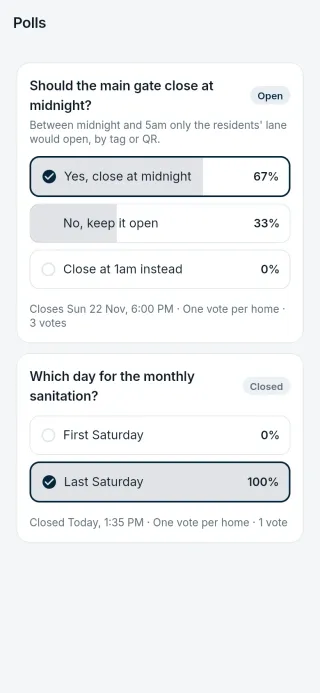 Polls
Should the main gate close at
midnight?
Open
Between midnight and 5am only the residents' lane
would open, by tag or QR.
Yes, close at midnight
67%
No, keep it open
33%
Close at 1am instead
0%
Closes Sun 22 Nov, 6:00 PM · One vote per home ·
3 votes
Which day for the monthly
sanitation?
Closed
First Saturday
0%
Last Saturday
100%
Closed Today, 1:35 PM · One vote per home · 1 vote